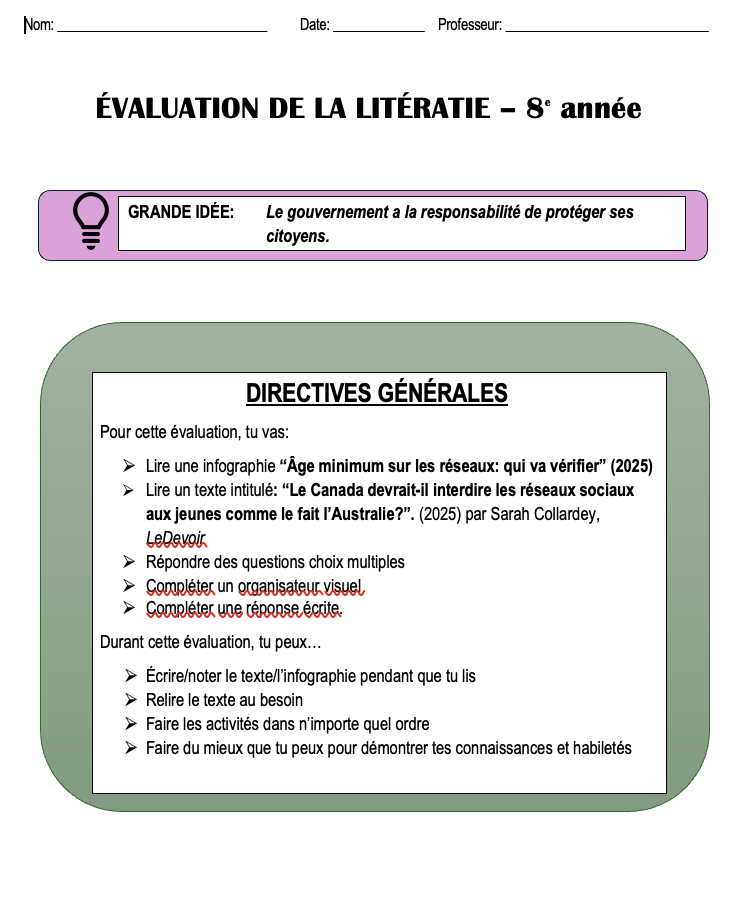 Nom: ______________________________ Date: _____________ Professeur: _____________________________
ÉVALUATION DE LA LITÉRATIE – 8e année
GRANDE IDÉE: Le gouvernement a la responsabilité de protéger ses
citoyens.
DIRECTIVES GÉNÉRALES
Pour cette évaluation, tu vas:
➢ Lire une infographie “Âge minimum sur les réseaux: qui va vérifier” (2025)
➢ Lire un texte intitulé: “Le Canada devrait-il interdire les réseaux sociaux
aux jeunes comme le fait l’Australie?”. (2025) par Sarah Collardey,
LeDevoir
➢ Répondre des questions choix multiples
➢ Compléter un organisateur visuel
➢ Compléter une réponse écrite.
Durant cette évaluation, tu peux…
➢ Écrire/noter le texte/l’infographie pendant que tu lis
➢ Relire le texte au besoin
➢ Faire les activités dans n’importe quel ordre
➢ Faire du mieux que tu peux pour démontrer tes connaissances et habiletés